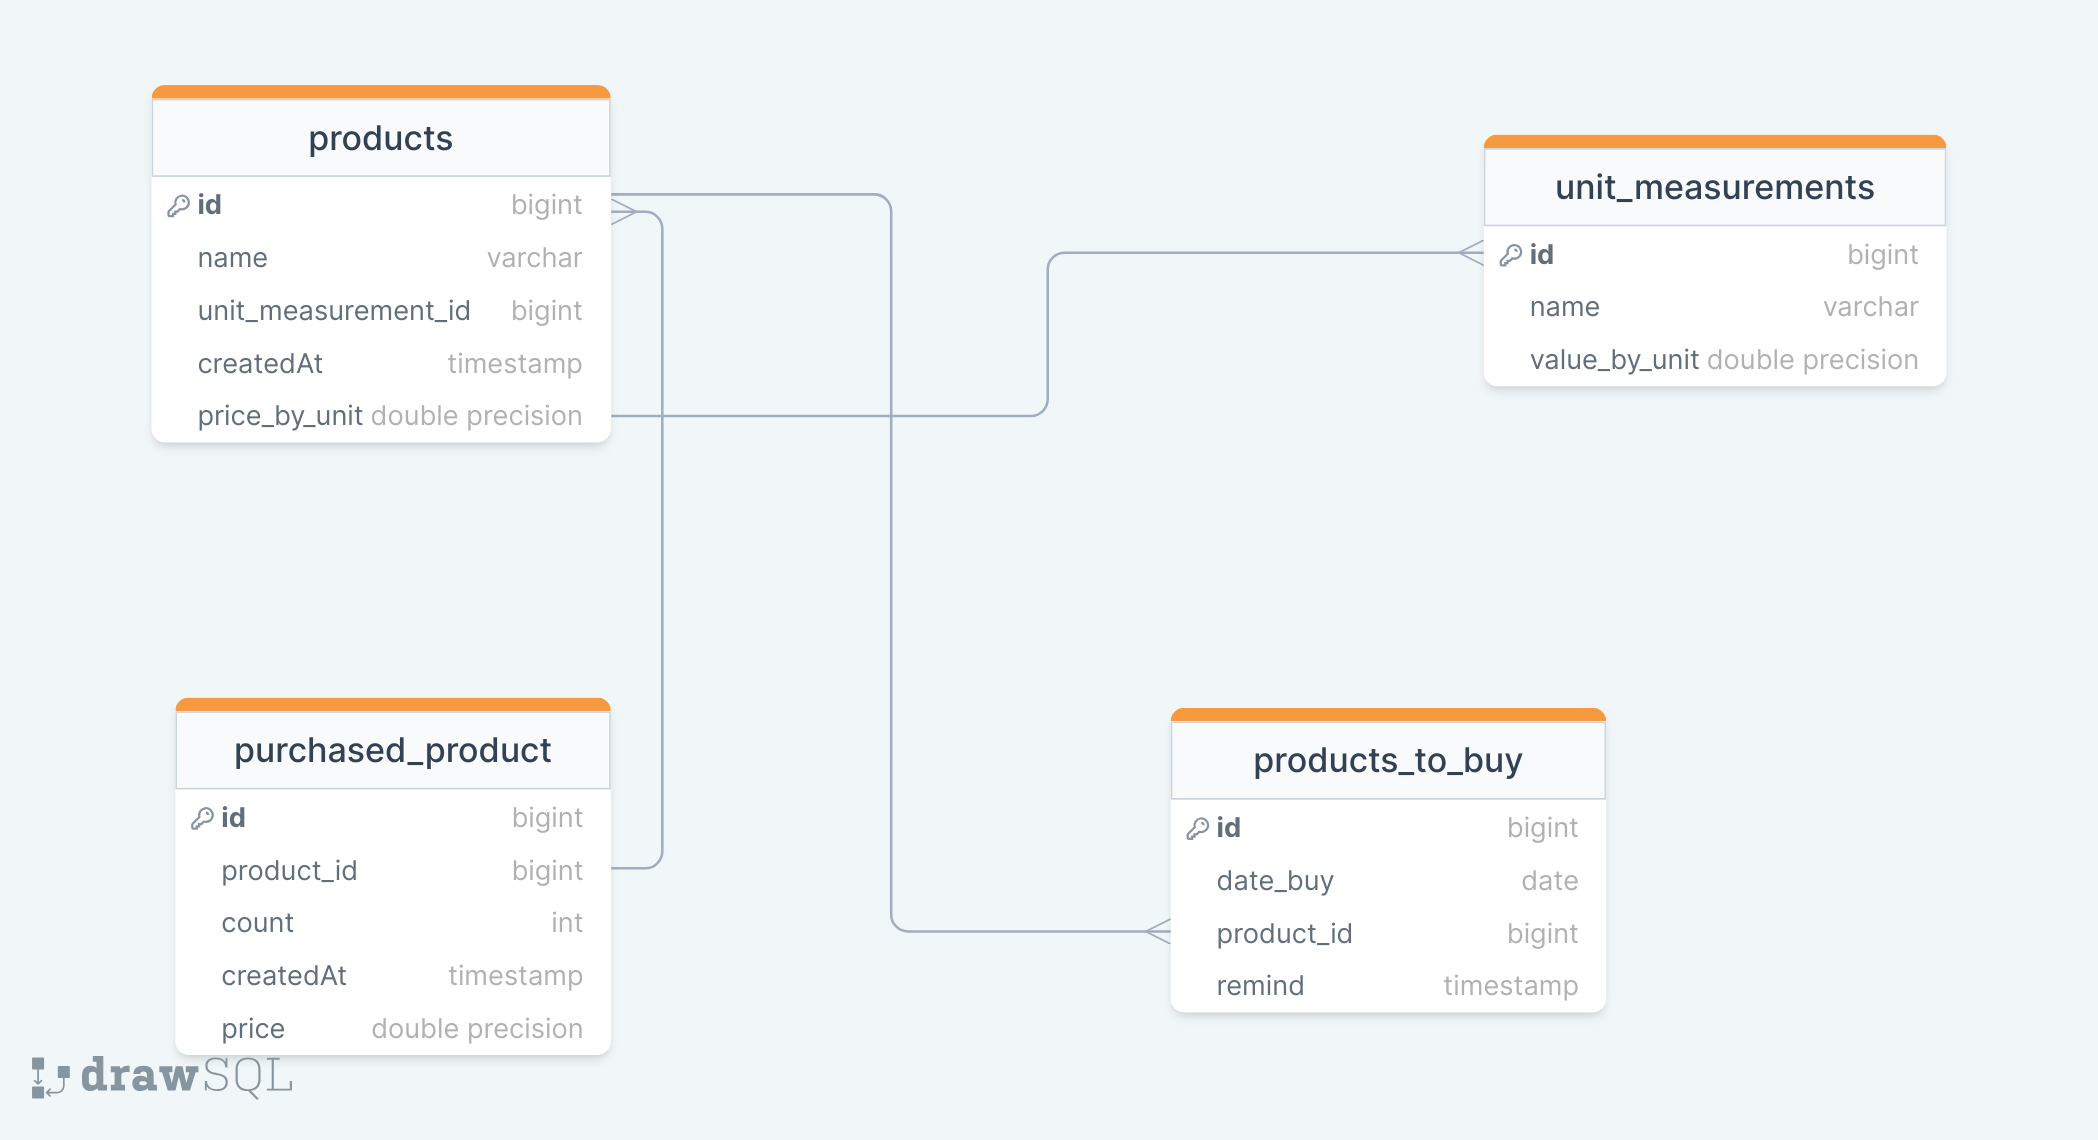 products
id bigint
name varchar
unit_measurement_id bigint
createdAt timestamp
price_by_unit double precision
unit_measurements
id bigint
name varchar
value_by_unit double precision
purchased_product
id bigint
product_id bigint
count int
createdAt timestamp
price double precision
products_to_buy
id bigint
date_buy date
product_id bigint
remind timestamp
drawSQL